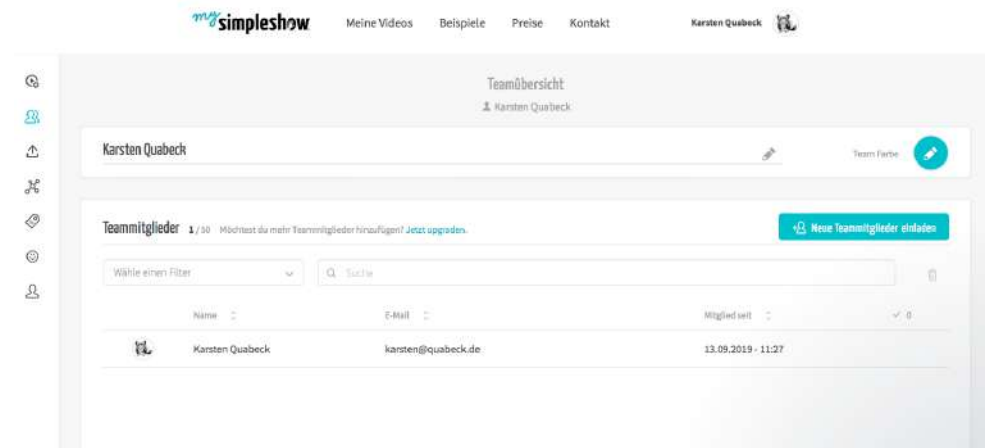 mysimpleshow Meine Videos Beispiele Preise Kontakt Karsten Quabeck
Teamübersicht
Karsten Quabeck
Karsten Quabeck Team Farbe
Teammitglieder 1 / 50 Möchtest du mehr Teammitglieder hinzufügen? Jetzt upgraden. Neue Teammitglieder einladen
Wähle einen Filter Suche
Name E-Mail Mitglied seit 0
Karsten Quabeck karsten@quabeck.de 13.09.2019 - 11:27